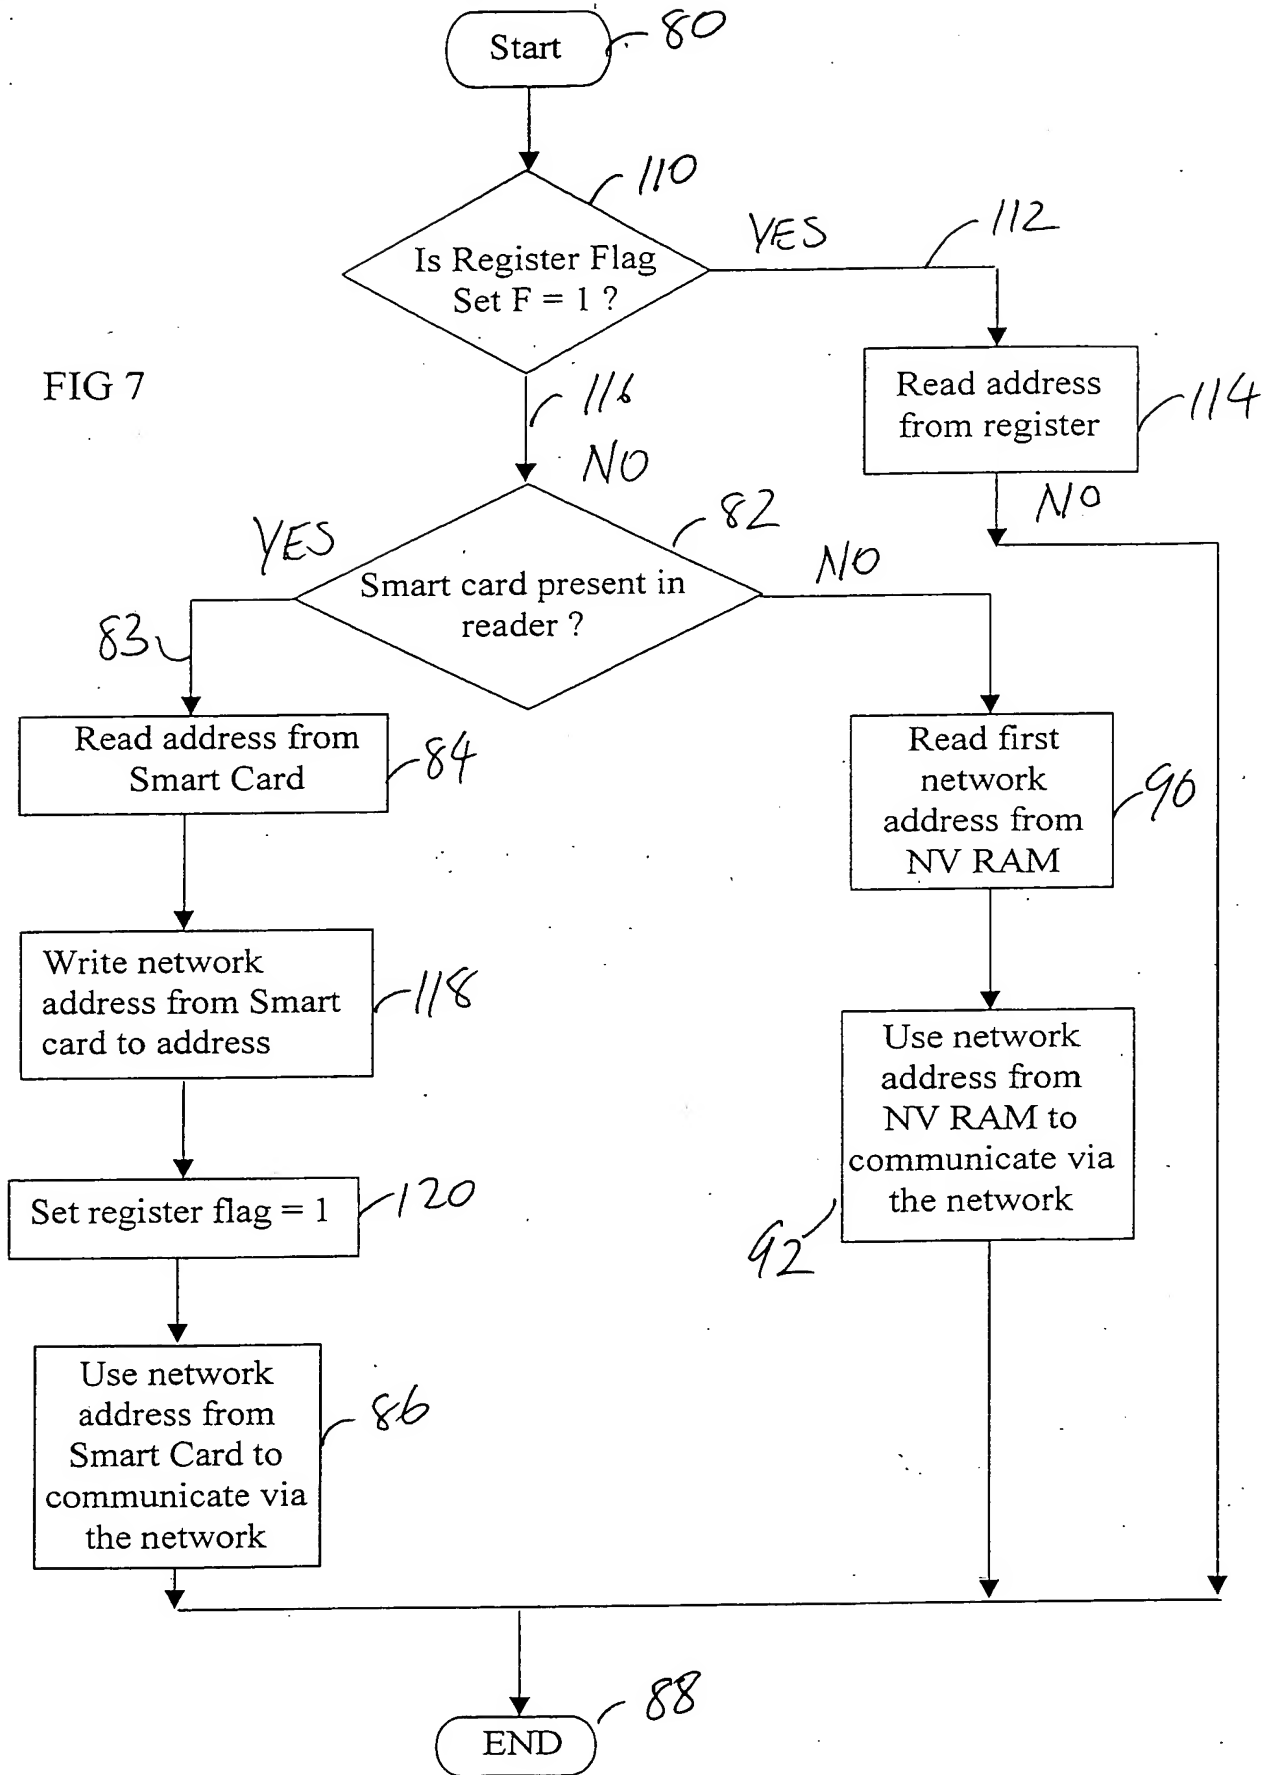 Start
80
110
Is Register Flag
Set F = 1 ?
YES
112
FIG 7
116
NO
Read address
from register
114
NO
YES
82
NO
Smart card present in
reader ?
83
Read address from
Smart Card
84
Read first
network
address from
NV RAM
90
Write network
address from Smart
card to address
118
Use network
address from
NV RAM to
communicate via
the network
92
Set register flag = 1
120
Use network
address from
Smart Card to
communicate via
the network
86
88
END